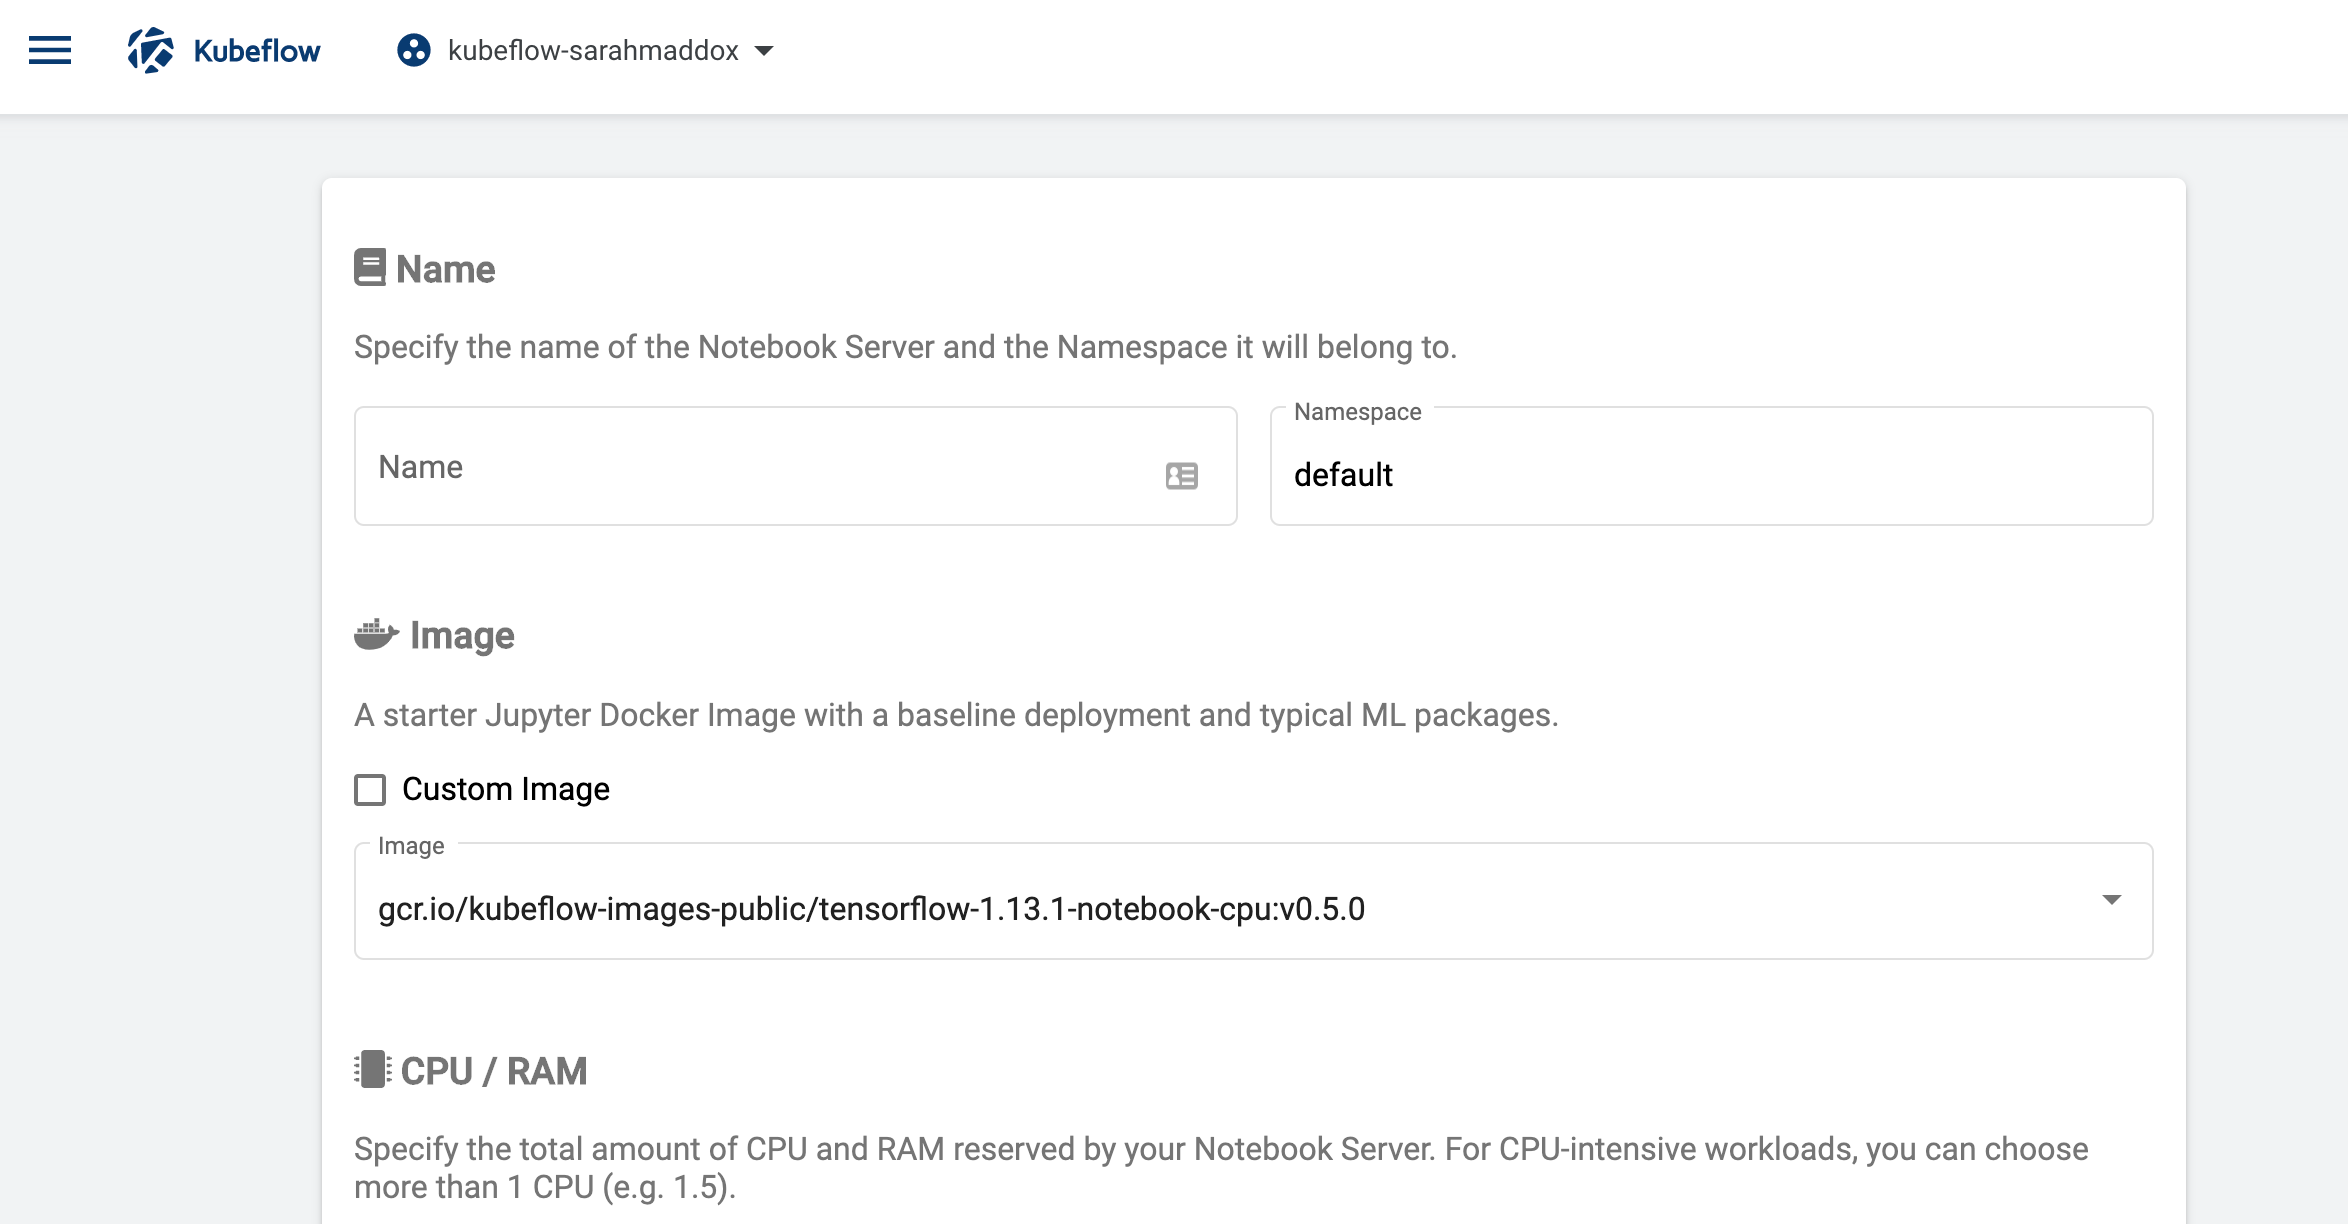 Kubeflow
kubeflow-sarahmaddox
Name
Specify the name of the Notebook Server and the Namespace it will belong to.
Name
Namespace
default
Image
A starter Jupyter Docker Image with a baseline deployment and typical ML packages.
Custom Image
Image
gcr.io/kubeflow-images-public/tensorflow-1.13.1-notebook-cpu:v0.5.0
CPU / RAM
Specify the total amount of CPU and RAM reserved by your Notebook Server. For CPU-intensive workloads, you can choose
more than 1 CPU (e.g. 1.5).